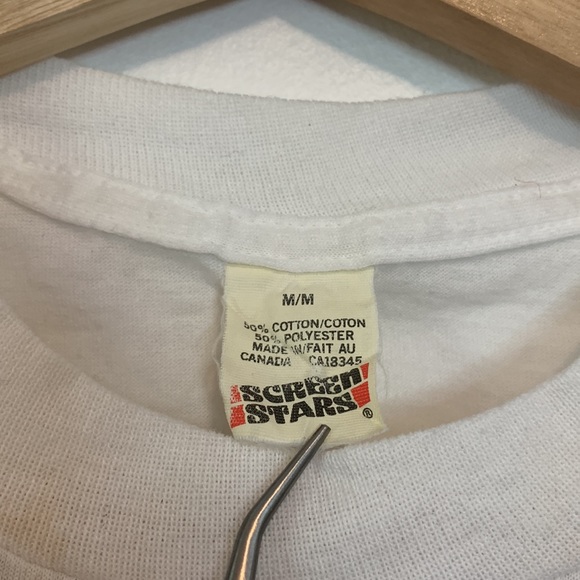 M/M
50% COTTON/COTON
50% POLYESTER
MADE IN/FAIT AU
CANADA CA18345
SCREEN
STARS®